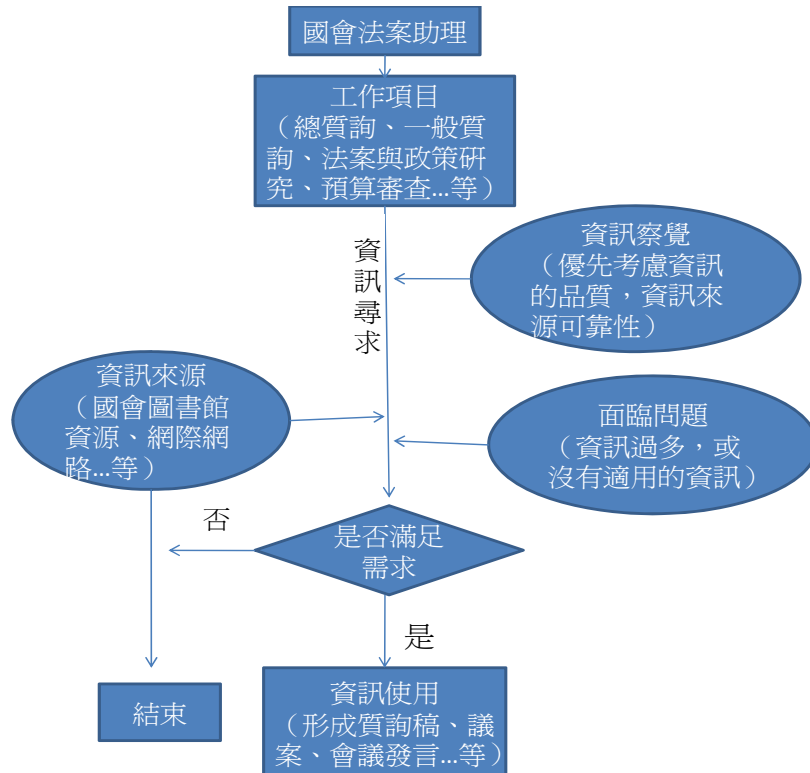 國會法案助理
工作項目
（總質詢、一般質
詢、法案與政策研
究、預算審查...等）
資訊尋求
資訊察覺
（優先考慮資訊
的品質，資訊來
源可靠性）
資訊來源
（國會圖書館
資源、網際網
路...等）
面臨問題
（資訊過多，或
沒有適用的資訊）
否
是否滿足
需求
是
結束
資訊使用
（形成質詢稿、議
案、會議發言...等）